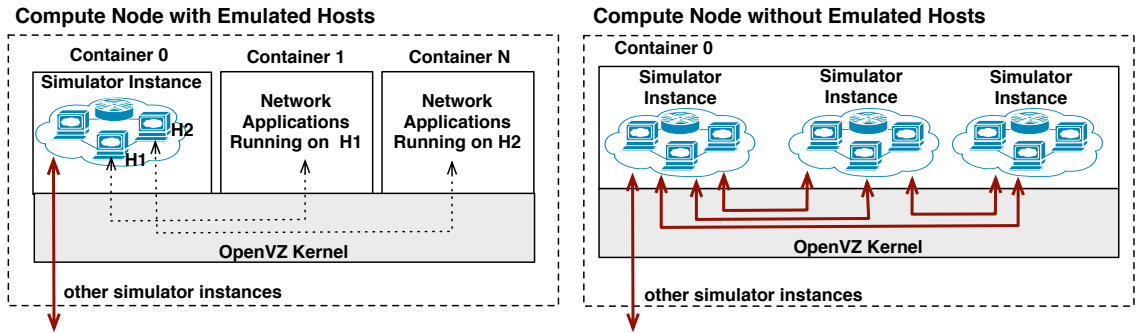 Compute Node with Emulated Hosts
Container 0
Container 1
Container N
Simulator Instance
H2
H1
Network
Applications
Running on H1
Network
Applications
Running on H2
OpenVZ Kernel
other simulator instances
Compute Node without Emulated Hosts
Container 0
Simulator
Instance
Simulator
Instance
Simulator
Instance
OpenVZ Kernel
other simulator instances